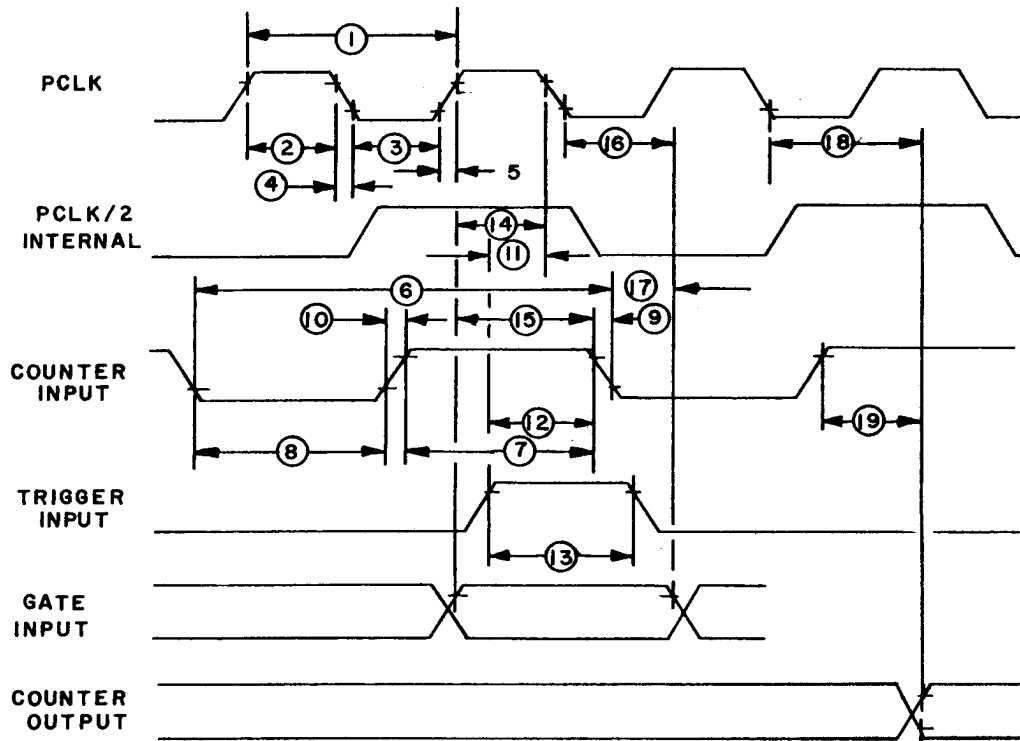 1
PCLK
2
3
16
18
4
5
PCLK/2
INTERNAL
14
11
6
17
10
15
9
COUNTER
INPUT
12
19
8
7
TRIGGER
INPUT
13
GATE
INPUT
COUNTER
OUTPUT